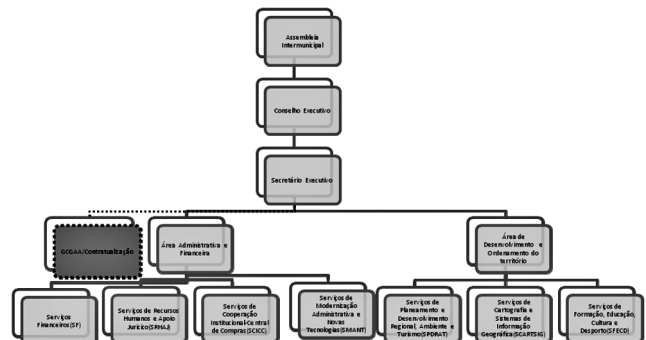 Assembleia
Intermunicipal
Conselho Executivo
Secretário Executivo
GCGAA/Contratualização
Área Administrativa e
Financeira
Área de
Desenvolvimento e
Ordenamento do
território
Serviços
Financeiros(SF)
Serviços de Recursos
Humanos e Apoio
Jurídico(SRHAJ)
Serviços de
Cooperação
Institucional-Central
de Compras(SCICC)
Serviços de
Modernização
Administrativa e
Novas
Tecnologias(SMANT)
Serviços de
Planeamento e
Desenvolvimento
Regional, Ambiente e
Turismo(SPDRAT)
Serviços de
Cartografia e
Sistemas de
Informação
Geográfica(SCARTSIG)
Serviços de
Formação, Educação,
Cultura e
Desporto(SFECD)